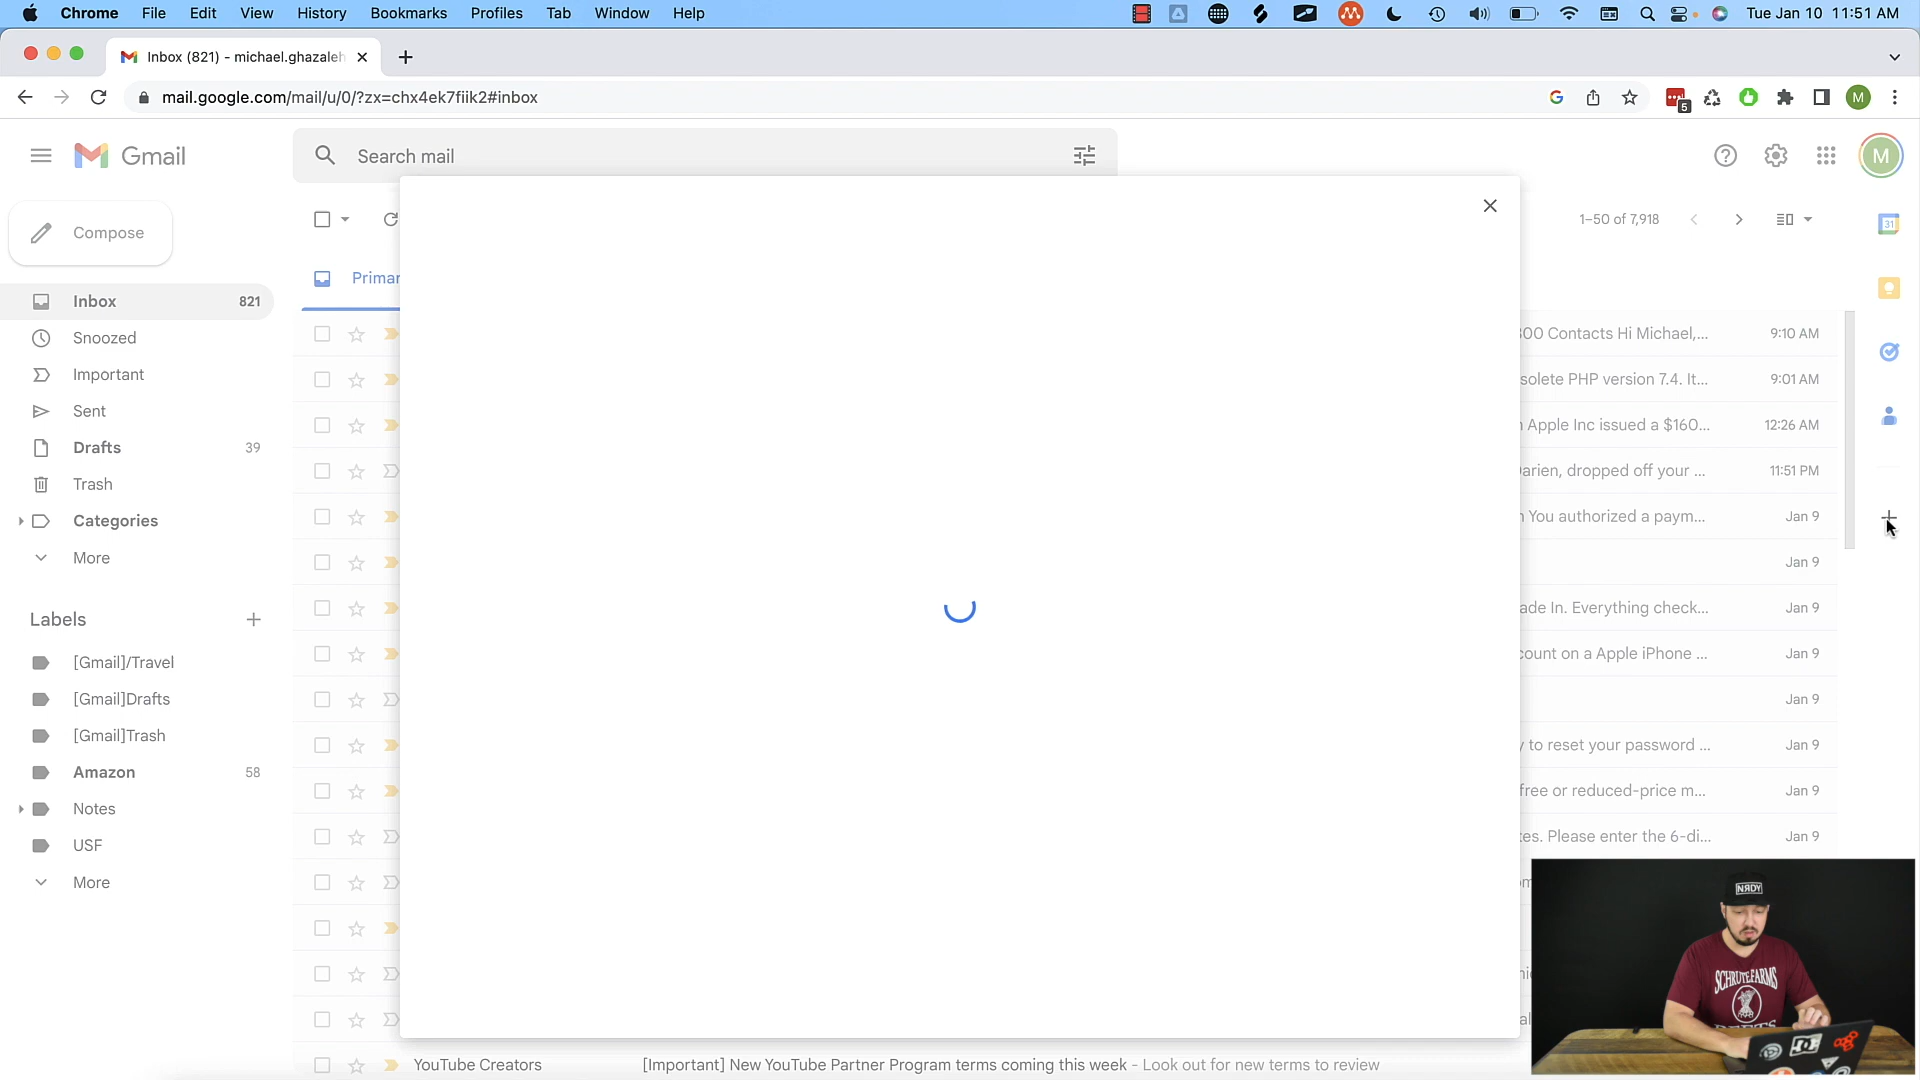 Chrome File Edit View History Bookmarks Profiles Tab Window Help Tue Jan 10 11:51 AM
Inbox (821) - michael.ghazaleh
mail.google.com/mail/u/0/?zx=chx4ek7fiik2#inbox
5
M
Gmail
Search mail
M
Compose
1–50 of 7,918
31
Primar
Inbox 821
Snoozed
Important
Sent
Drafts 39
Trash
Categories
More
Labels
[Gmail]/Travel
[Gmail]Drafts
[Gmail]Trash
Amazon 58
Notes
USF
More
300 Contacts Hi Michael,... 9:10 AM
solete PHP version 7.4. It... 9:01 AM
Apple Inc issued a $160... 12:26 AM
arien, dropped off your ... 11:51 PM
You authorized a paym... Jan 9
Jan 9
ade In. Everything check... Jan 9
count on a Apple iPhone ... Jan 9
Jan 9
y to reset your password ... Jan 9
free or reduced-price m... Jan 9
tes. Please enter the 6-di... Jan 9
YouTube Creators [Important] New YouTube Partner Program terms coming this week - Look out for new terms to review
NRDY
SCHRUTE FARMS
BEETS